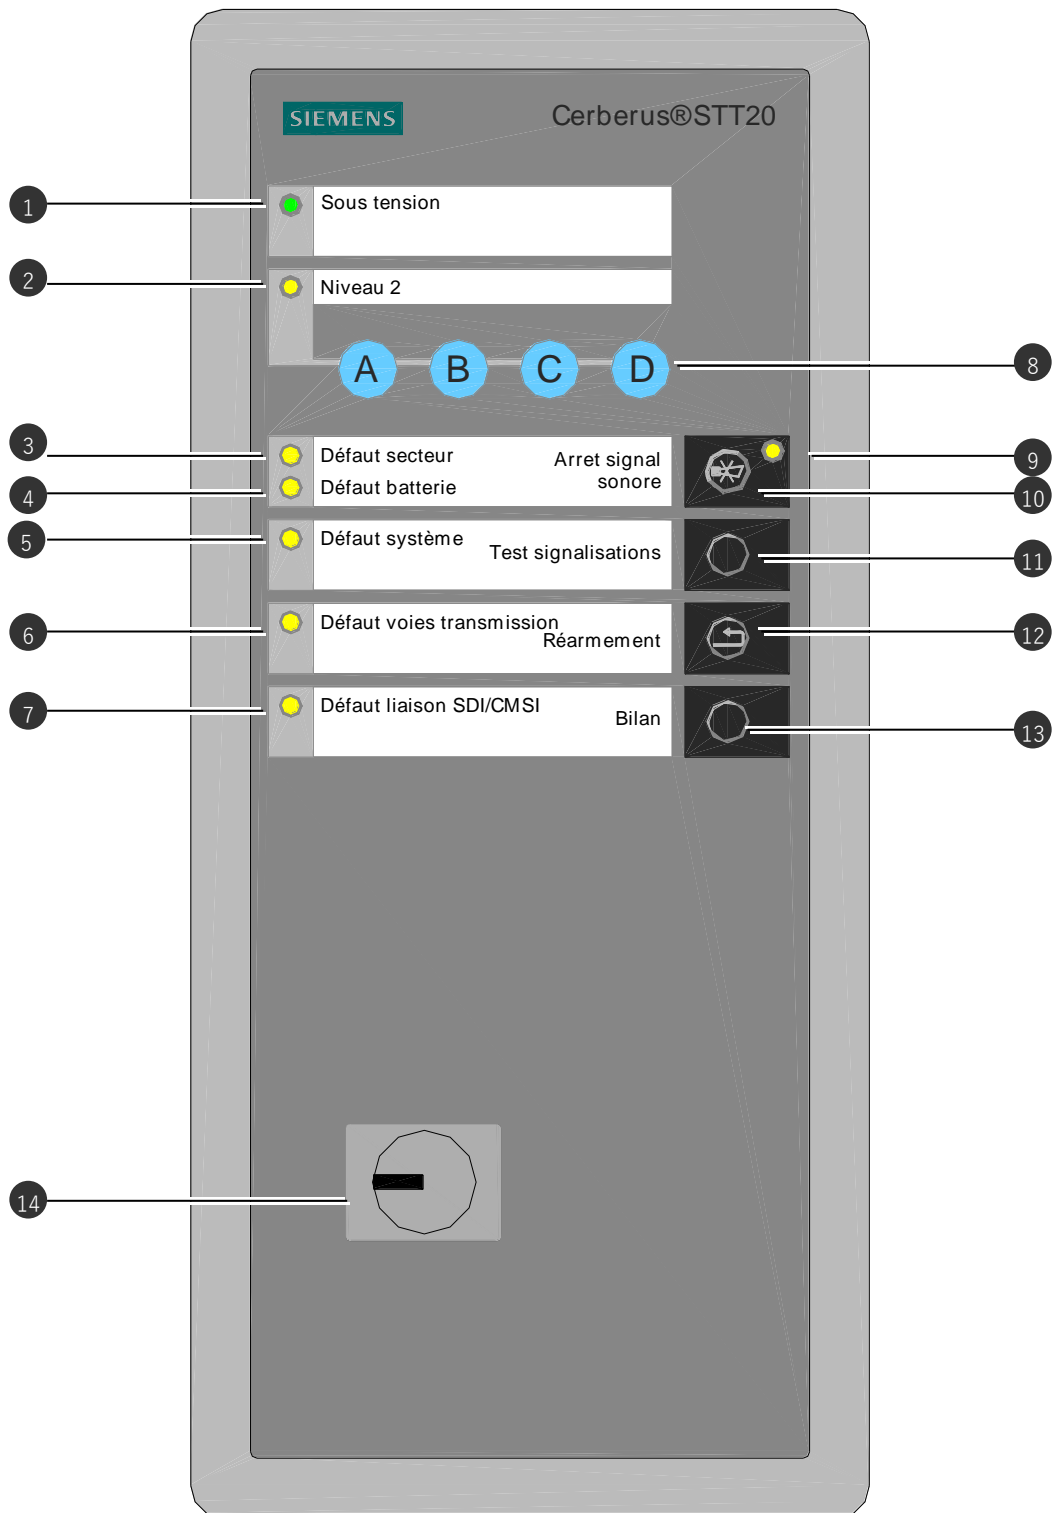 SIEMENS
Cerberus®STT20
1
Sous tension
2
Niveau 2
A B C D
8
3
Défaut secteur
Arret signal
sonore
9
4
Défaut batterie
10
5
Défaut système
Test signalisations
11
6
Défaut voies transmission
Réarmement
12
7
Défaut liaison SDI/CMSI
Bilan
13
14